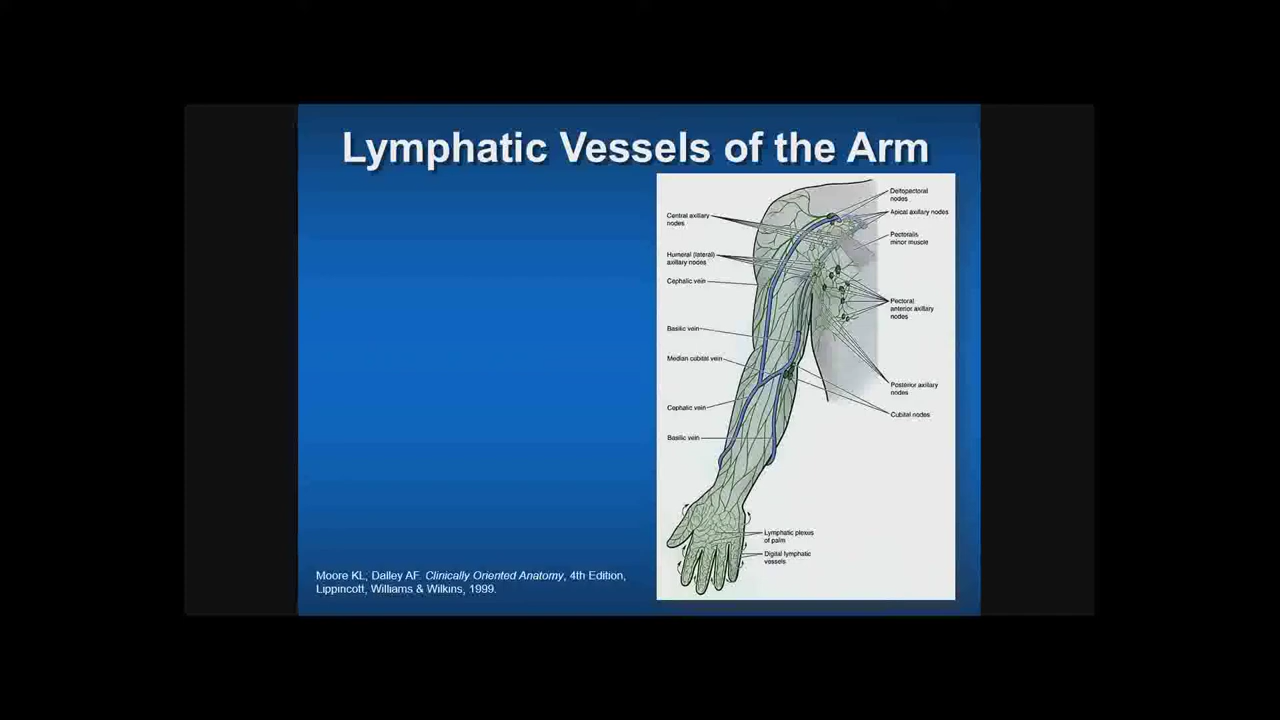 Lymphatic Vessels of the Arm
Deltopectoral
nodes
Central axillary
nodes
Apical axillary nodes
Pectoralis
minor muscle
Humeral (lateral)
axillary nodes
Cephalic vein
Pectoral
anterior axillary
nodes
Basilic vein
Median cubital vein
Posterior axillary
nodes
Cephalic vein
Cubital nodes
Basilic vein
Lymphatic plexus
of palm
Digital lymphatic
vessels
Moore KL, Dalley AF. Clinically Oriented Anatomy, 4th Edition,
Lippincott, Williams & Wilkins, 1999.